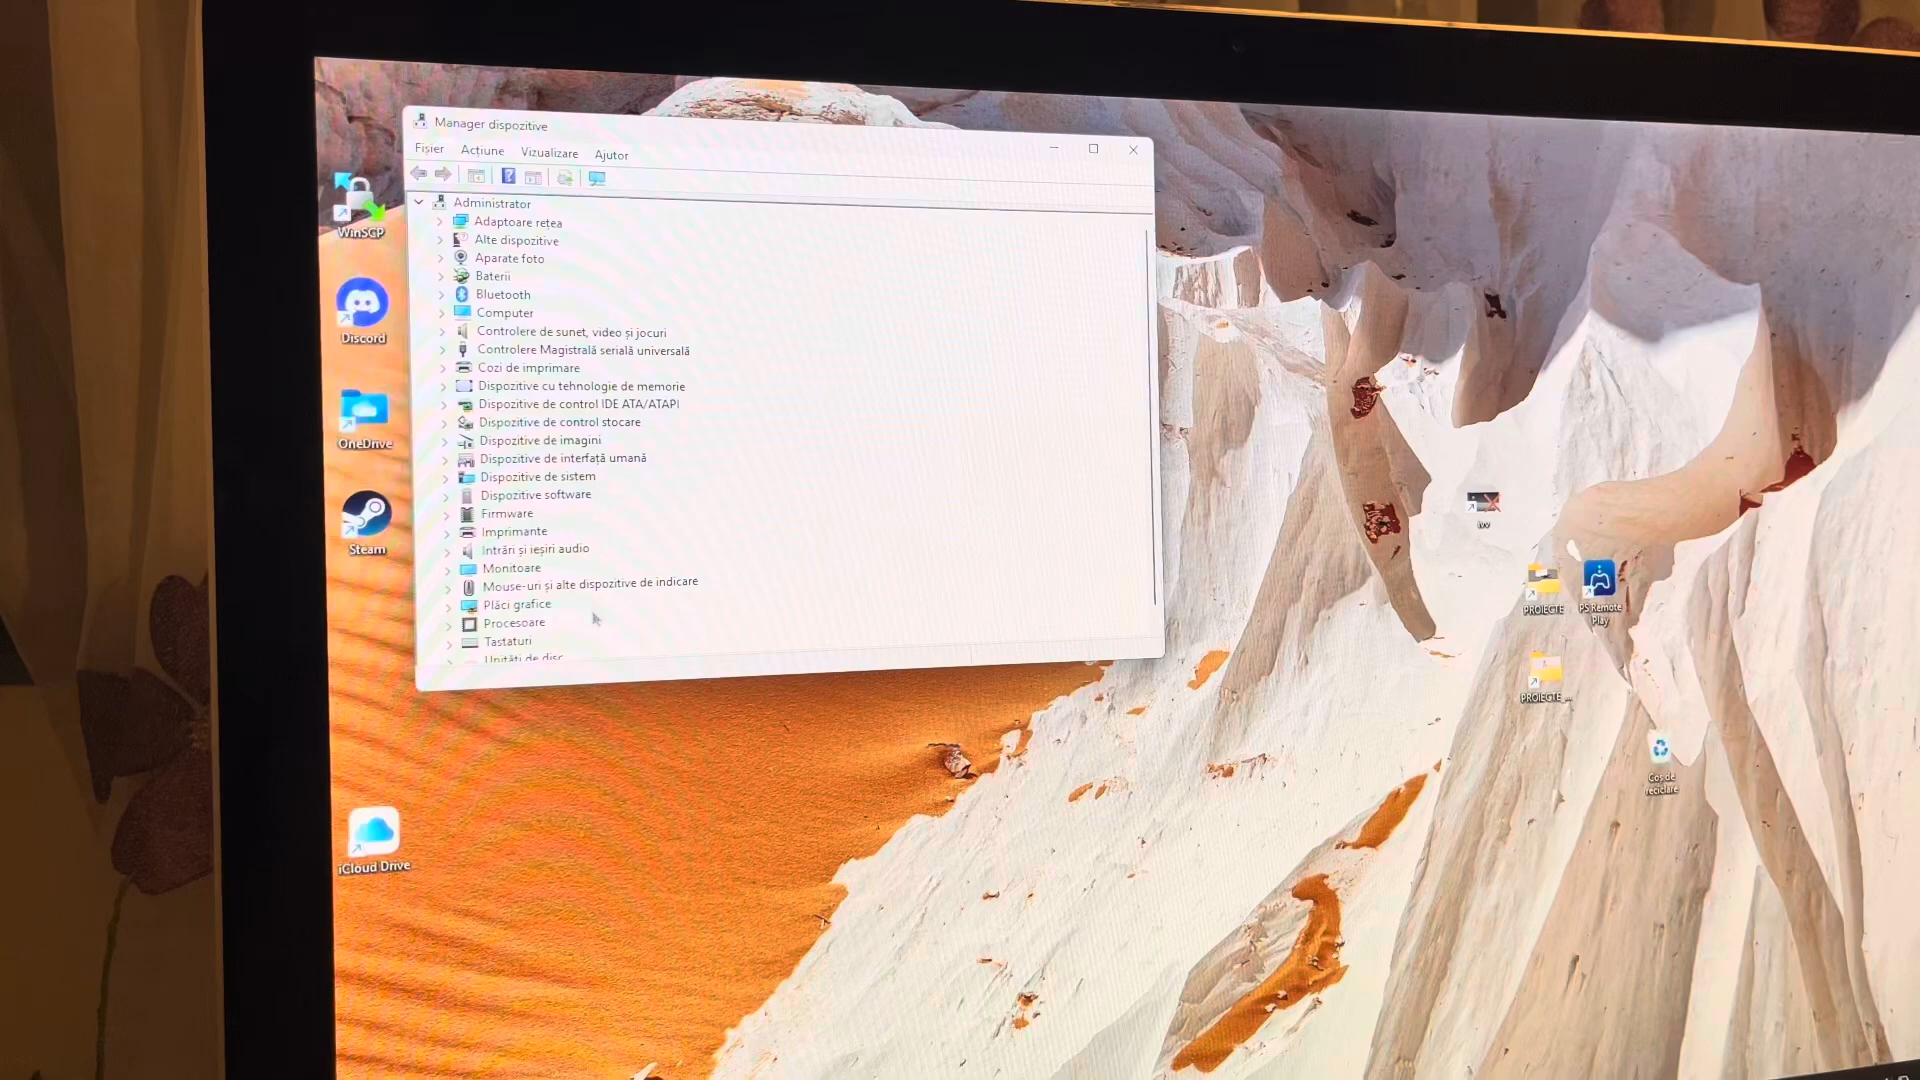 Manager dispozitive
Fișier Acțiune Vizualizare Ajutor
Administrator
Adaptoare rețea
Alte dispozitive
Aparate foto
Baterii
Bluetooth
Computer
Controlere de sunet, video și jocuri
Controlere Magistrală serială universală
Cozi de imprimare
Dispozitive cu tehnologie de memorie
Dispozitive de control IDE ATA/ATAPI
Dispozitive de control stocare
Dispozitive de imagini
Dispozitive de interfață umană
Dispozitive de sistem
Dispozitive software
Firmware
Imprimante
Intrări și ieșiri audio
Monitoare
Mouse-uri și alte dispozitive de indicare
Plăci grafice
Procesoare
Tastaturi
Unități de disc
WinSCP
Discord
OneDrive
Steam
iCloud Drive
PROIECTE
PS Remote
Play
PROIECTE_...
Coș de
reciclare